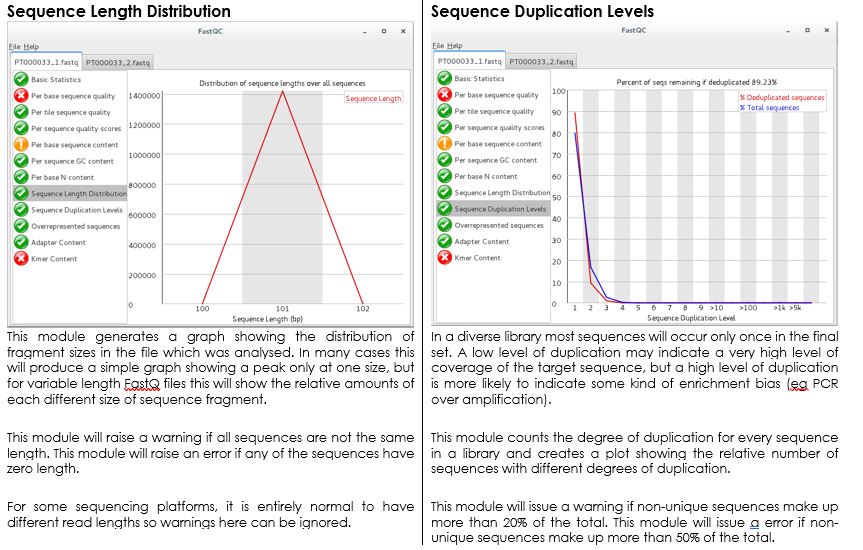 Sequence Length Distribution
FastQC
File Help
PT000033_1.fastq PT000033_2.fastq
Basic Statistics
Per base sequence quality
Per tile sequence quality
Per sequence quality scores
Per base sequence content
Per sequence GC content
Per base N content
Sequence Length Distribution
Sequence Duplication Levels
Overrepresented sequences
Adapter Content
Kmer Content
Distribution of sequence lengths over all sequences
Sequence Length
1400000
1200000
1000000
800000
600000
400000
200000
0
100 101 102
Sequence Length (bp)
This module generates a graph showing the distribution of
fragment sizes in the file which was analysed. In many cases this
will produce a simple graph showing a peak only at one size, but
for variable length FastQ files this will show the relative amounts of
each different size of sequence fragment.
This module will raise a warning if all sequences are not the same
length. This module will raise an error if any of the sequences have
zero length.
For some sequencing platforms, it is entirely normal to have
different read lengths so warnings here can be ignored.
Sequence Duplication Levels
FastQC
File Help
PT000033_1.fastq PT000033_2.fastq
Basic Statistics
Per base sequence quality
Per tile sequence quality
Per sequence quality scores
Per base sequence content
Per sequence GC content
Per base N content
Sequence Length Distribution
Sequence Duplication Levels
Overrepresented sequences
Adapter Content
Kmer Content
Percent of seqs remaining if deduplicated 89.23%
% Deduplicated sequences
% Total sequences
100
90
80
70
60
50
40
30
20
10
0
1 2 3 4 5 6 7 8 9 >10 >100 >1k >5k
Sequence Duplication Level
In a diverse library most sequences will occur only once in the final
set. A low level of duplication may indicate a very high level of
coverage of the target sequence, but a high level of duplication
is more likely to indicate some kind of enrichment bias (eg PCR
over amplification).
This module counts the degree of duplication for every sequence
in a library and creates a plot showing the relative number of
sequences with different degrees of duplication.
This module will issue a warning if non-unique sequences make up
more than 20% of the total. This module will issue a error if non-
unique sequences make up more than 50% of the total.